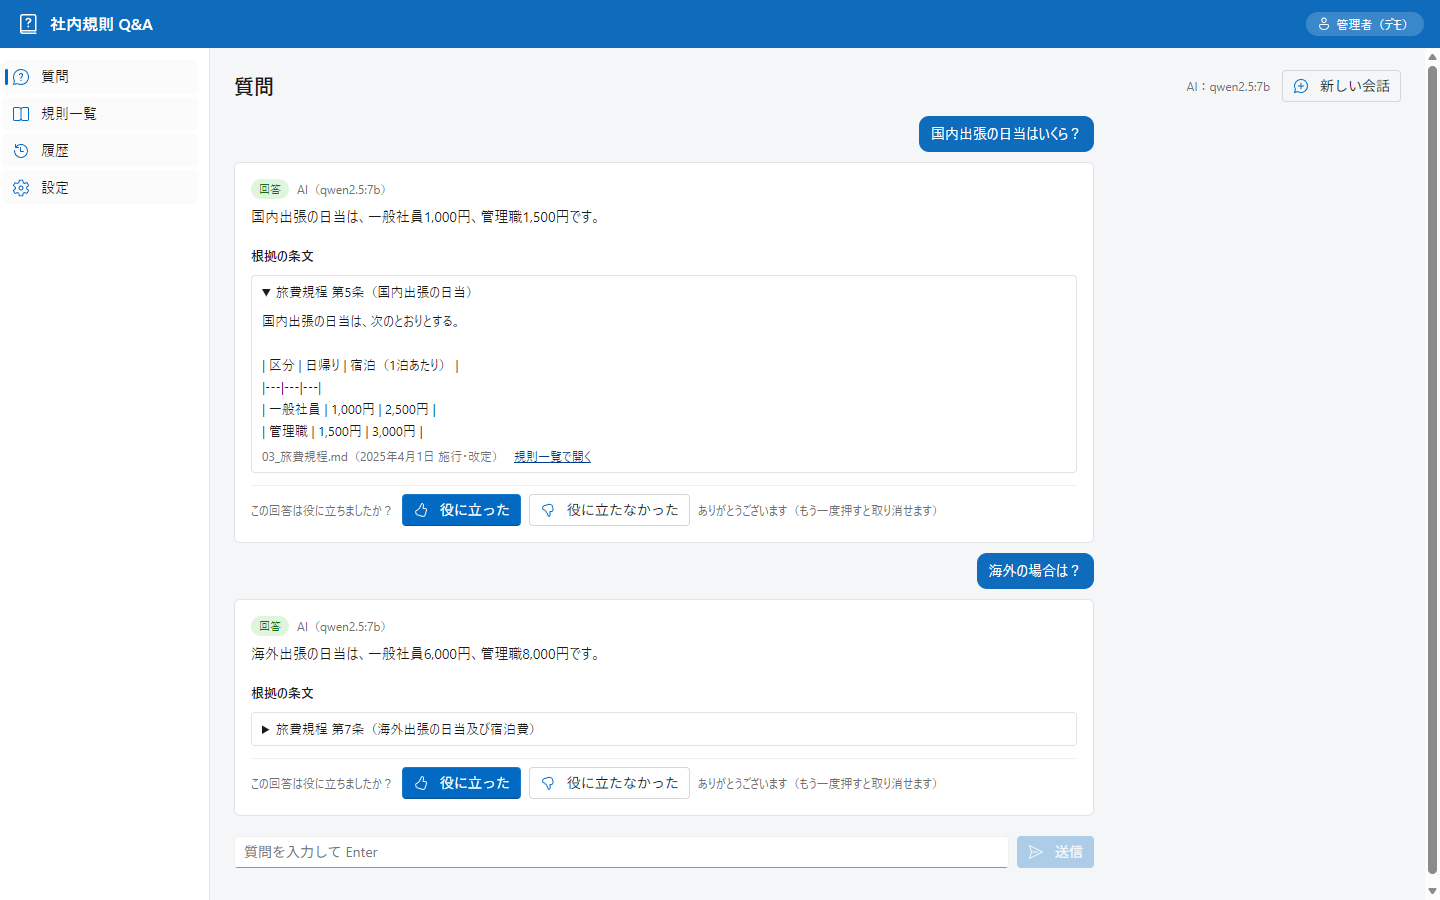 社内規則 Q&A
管理者（デモ）
質問
規則一覧
履歴
設定
質問
AI：qwen2.5:7b
新しい会話
国内出張の日当はいくら？
回答 AI（qwen2.5:7b）
国内出張の日当は、一般社員1,000円、管理職1,500円です。
根拠の条文
▼ 旅費規程 第5条（国内出張の日当）
国内出張の日当は、次のとおりとする。
| 区分 | 日帰り | 宿泊（1泊あたり） |
|---|---|---|
| 一般社員 | 1,000円 | 2,500円 |
| 管理職 | 1,500円 | 3,000円 |
03_旅費規程.md（2025年4月1日 施行・改定） 規則一覧で開く
この回答は役に立ちましたか？ 役に立った 役に立たなかった ありがとうございます（もう一度押すと取り消せます）
海外の場合は？
回答 AI（qwen2.5:7b）
海外出張の日当は、一般社員6,000円、管理職8,000円です。
根拠の条文
▶ 旅費規程 第7条（海外出張の日当及び宿泊費）
この回答は役に立ちましたか？ 役に立った 役に立たなかった ありがとうございます（もう一度押すと取り消せます）
質問を入力して Enter
送信